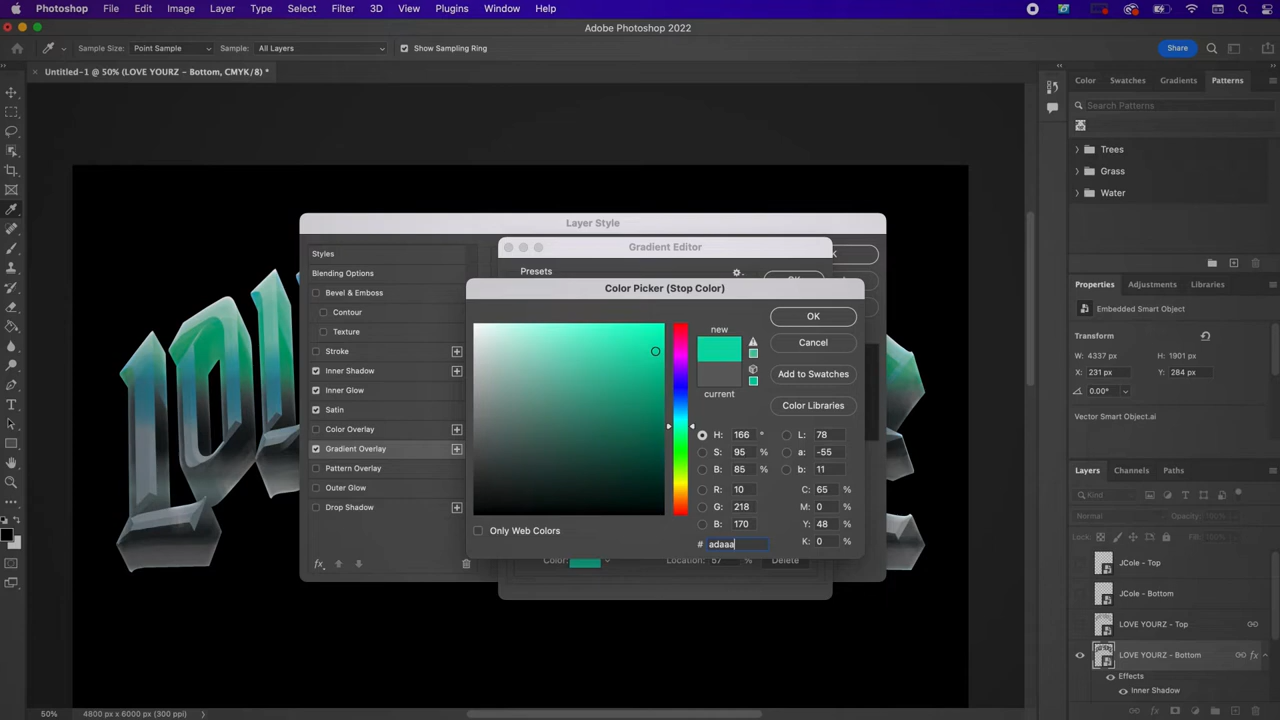 Photoshop File Edit Image Layer Type Select Filter 3D View Plugins Window Help
Adobe Photoshop 2022
Sample Size: Point Sample Sample: All Layers Show Sampling Ring Share
Untitled-1 @ 50% (LOVE YOURZ - Bottom, CMYK/8) *
Color Swatches Gradients Patterns
Search Patterns
Trees
Grass
Water
Layer Style
Styles
Blending Options
Bevel & Emboss
Contour
Texture
Stroke
Inner Shadow
Inner Glow
Satin
Color Overlay
Gradient Overlay
Pattern Overlay
Outer Glow
Drop Shadow
fx
Gradient Editor
Presets
Color Picker (Stop Color)
new
current
OK
Cancel
Add to Swatches
Color Libraries
H: 166 ° L: 78
S: 95 % a: -55
B: 85 % b: 11
R: 10 C: 65 %
G: 218 M: 0 %
B: 170 Y: 48 %
# adaaa K: 0 %
Only Web Colors
Color: Location: 57 % Delete
Properties Adjustments Libraries
Embedded Smart Object
Transform
W: 4337 px H: 1901 px
X: 231 px Y: 284 px
0.00°
Vector Smart Object.ai
Layers Channels Paths
Kind
Normal Opacity: 100%
Lock: Fill: 100%
JCole - Top
JCole - Bottom
LOVE YOURZ - Top
LOVE YOURZ - Bottom fx
Effects
Inner Shadow
50% 4800 px x 6000 px (300 ppi)